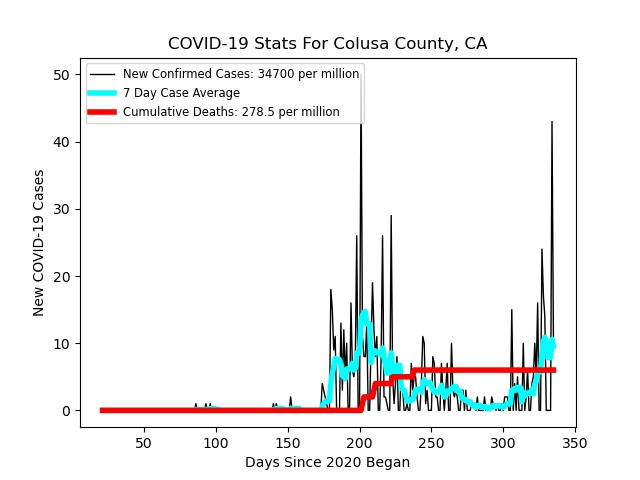 COVID-19 Stats For Colusa County, CA
New Confirmed Cases: 34700 per million
7 Day Case Average
Cumulative Deaths: 278.5 per million
New COVID-19 Cases
50
40
30
20
10
0
50 100 150 200 250 300 350
Days Since 2020 Began